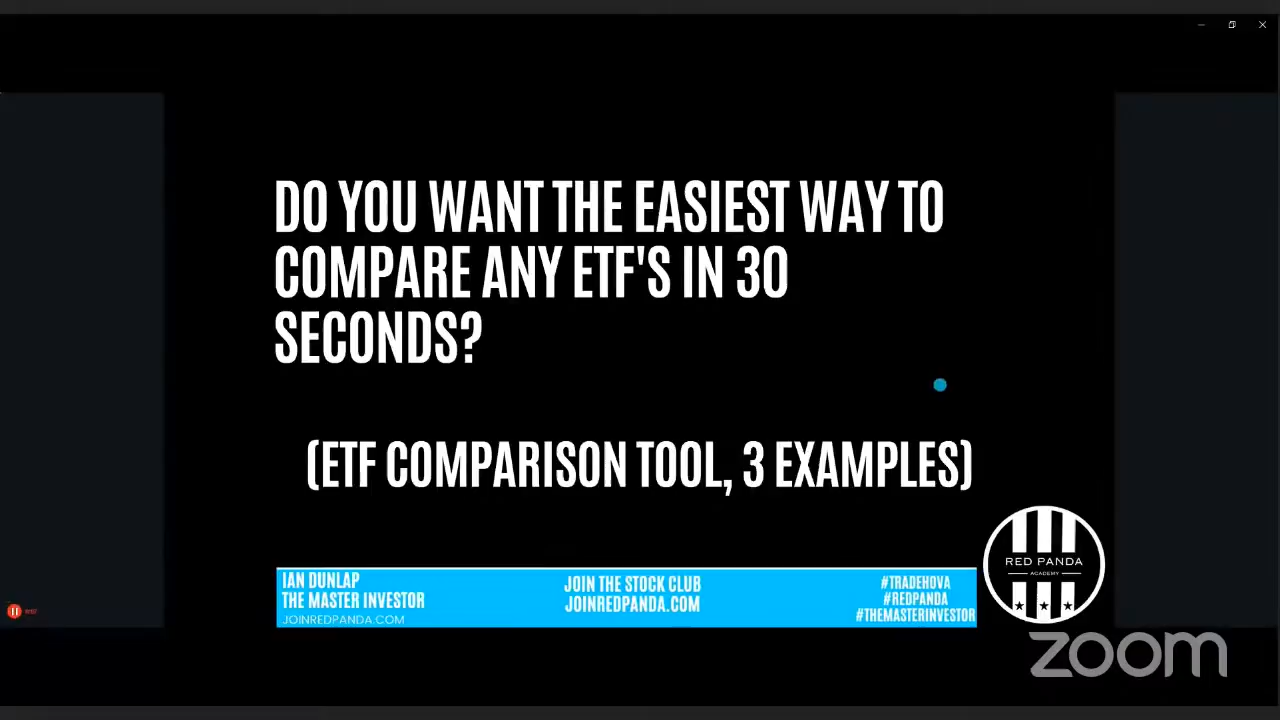 DO YOU WANT THE EASIEST WAY TO
COMPARE ANY ETF'S IN 30
SECONDS?
(ETF COMPARISON TOOL, 3 EXAMPLES)
IAN DUNLAP
THE MASTER INVESTOR
JOINREDPANDA.COM
JOIN THE STOCK CLUB
JOINREDPANDA.COM
#TRADEHOVA
#REDPANDA
#THEMASTERINVESTOR
RED PANDA
ACADEMY
zoom